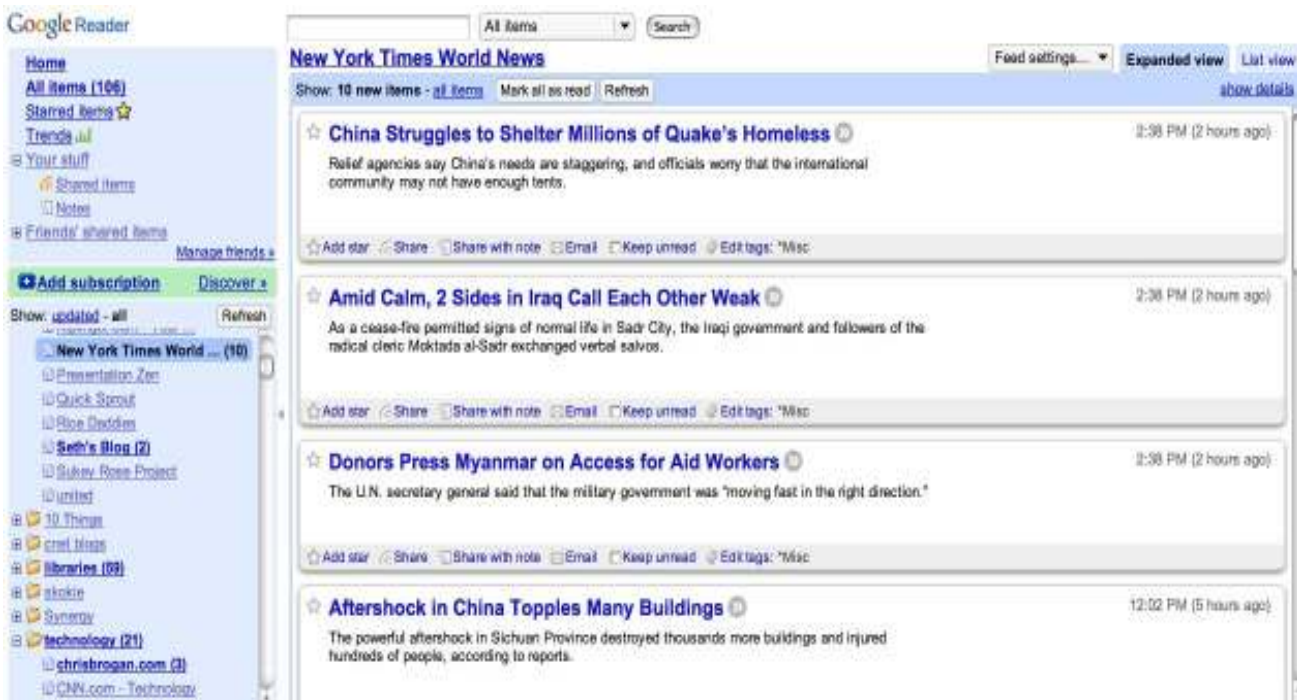 Google Reader
All items
Search
Home
All items (106)
Starred items
Trends
Your stuff
Shared items
Notes
Friends' shared items
Manage friends »
Add subscription
Discover »
Show: updated - all
Refresh
New York Times World ... (10)
Presentation Zen
Quick Sprout
Rice Daddies
Seth's Blog (2)
Sukey Rose Project
united
10 Things
cnet blogs
libraries (69)
skokie
Synergy
technology (21)
chrisbrogan.com (3)
CNN.com - Technology
New York Times World News
Feed settings...
Expanded view
List view
Show: 10 new items - all items
Mark all as read
Refresh
show details
China Struggles to Shelter Millions of Quake's Homeless
2:38 PM (2 hours ago)
Relief agencies say China's needs are staggering, and officials worry that the international
community may not have enough tents.
Add star Share Share with note Email Keep unread Edit tags: *Misc
Amid Calm, 2 Sides in Iraq Call Each Other Weak
2:38 PM (2 hours ago)
As a cease-fire permitted signs of normal life in Sadr City, the Iraqi government and followers of the
radical cleric Moktada al-Sadr exchanged verbal salvos.
Add star Share Share with note Email Keep unread Edit tags: *Misc
Donors Press Myanmar on Access for Aid Workers
2:38 PM (2 hours ago)
The U.N. secretary general said that the military government was "moving fast in the right direction."
Add star Share Share with note Email Keep unread Edit tags: *Misc
Aftershock in China Topples Many Buildings
12:02 PM (5 hours ago)
The powerful aftershock in Sichuan Province destroyed thousands more buildings and injured
hundreds of people, according to reports.